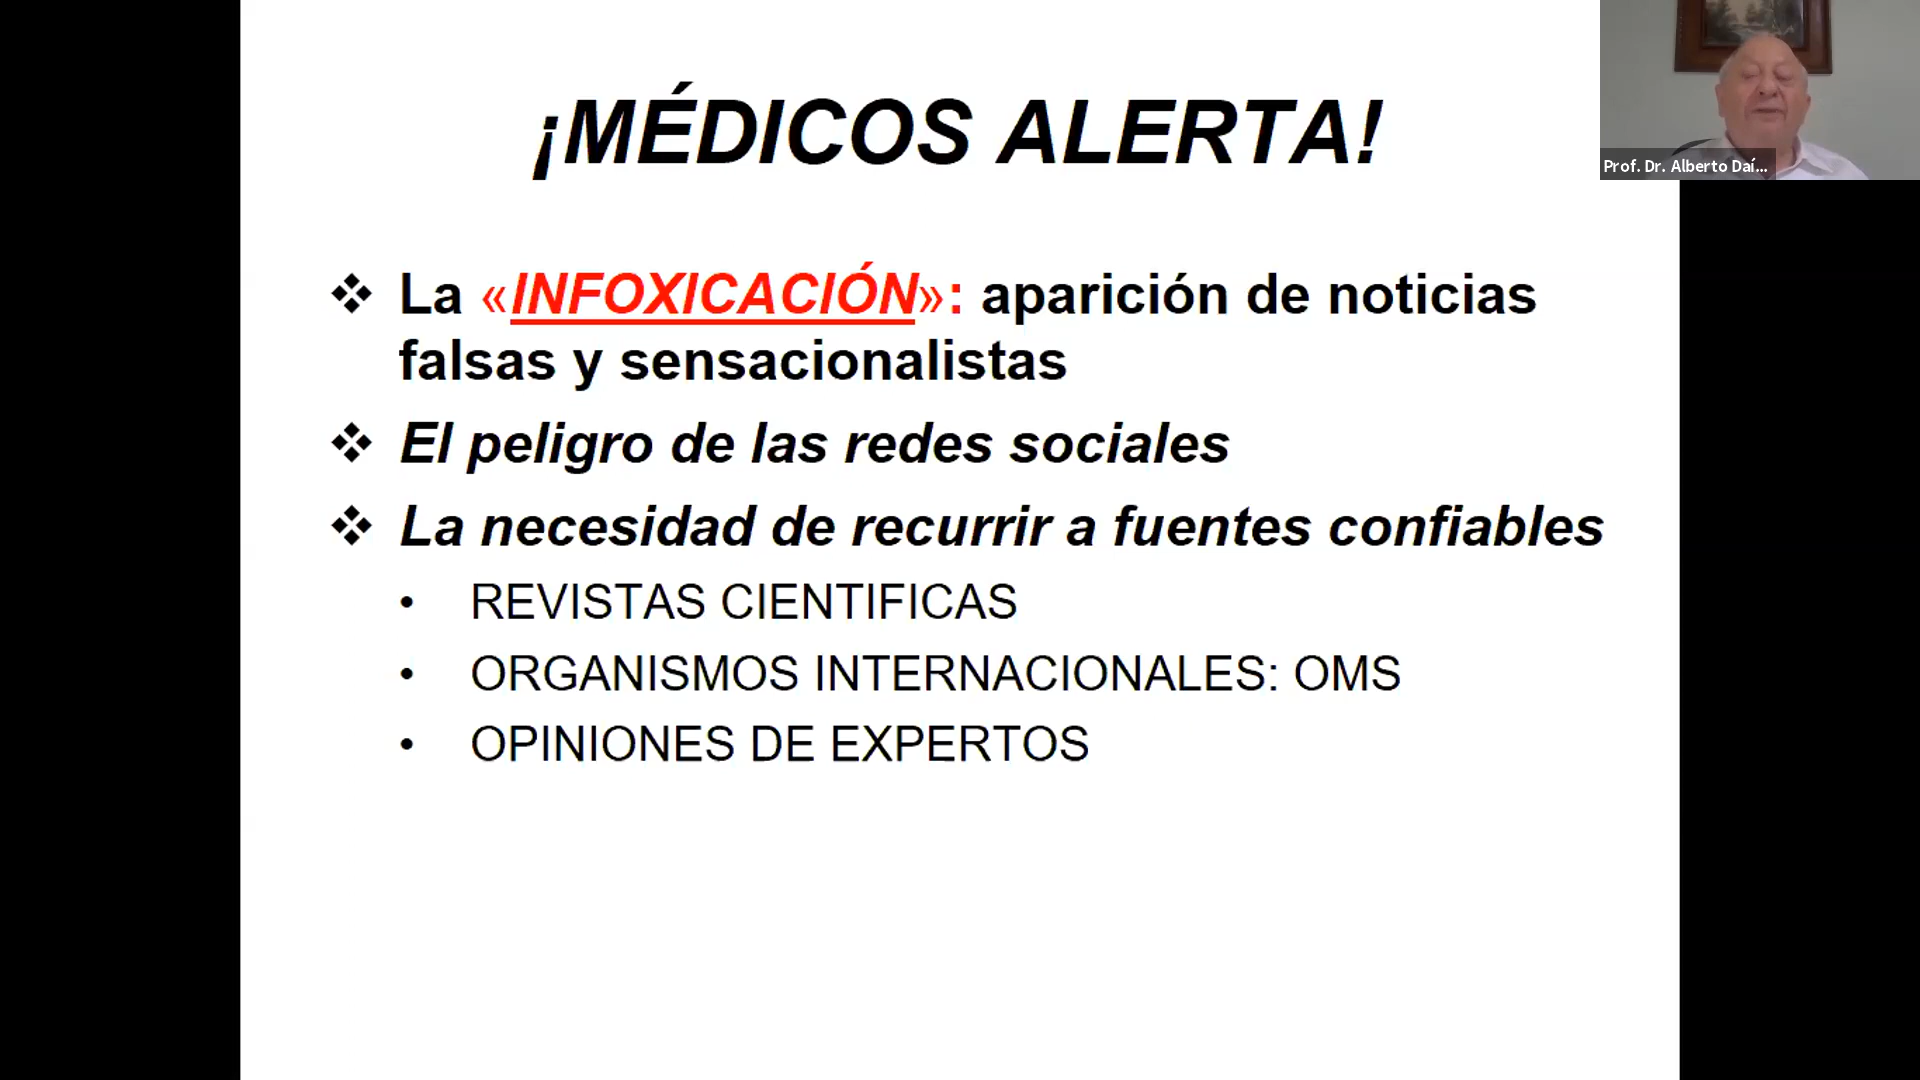 ¡MÉDICOS ALERTA!
Prof. Dr. Alberto Daí...
❖ La «INFOXICACIÓN»: aparición de noticias
falsas y sensacionalistas
❖ El peligro de las redes sociales
❖ La necesidad de recurrir a fuentes confiables
• REVISTAS CIENTIFICAS
• ORGANISMOS INTERNACIONALES: OMS
• OPINIONES DE EXPERTOS